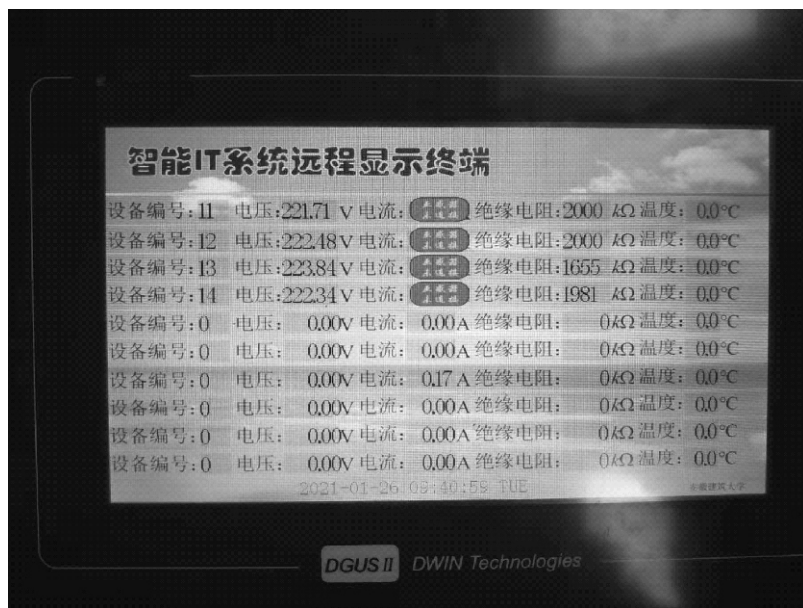 智能IT系统远程显示终端
设备编号:11 电压:221.71 V 电流: 绝缘电阻:2000 kΩ 温度: 0.0℃
设备编号:12 电压:222.48 V 电流: 绝缘电阻:2000 kΩ 温度: 0.0℃
设备编号:13 电压:223.84 V 电流: 绝缘电阻:1655 kΩ 温度: 0.0℃
设备编号:14 电压:222.34 V 电流: 绝缘电阻:1981 kΩ 温度: 0.0℃
设备编号:0 电压: 0.00V 电流: 0.00A 绝缘电阻: 0kΩ 温度: 0.0℃
设备编号:0 电压: 0.00V 电流: 0.00A 绝缘电阻: 0kΩ 温度: 0.0℃
设备编号:0 电压: 0.00V 电流: 0.17 A 绝缘电阻: 0kΩ 温度: 0.0℃
设备编号:0 电压: 0.00V 电流: 0.00A 绝缘电阻: 0kΩ 温度: 0.0℃
设备编号:0 电压: 0.00V 电流: 0.00A 绝缘电阻: 0kΩ 温度: 0.0℃
设备编号:0 电压: 0.00V 电流: 0.00A 绝缘电阻: 0kΩ 温度: 0.0℃
2021-01-26 09:40:59 TUE
安徽建筑大学
DGUS II DWIN Technologies